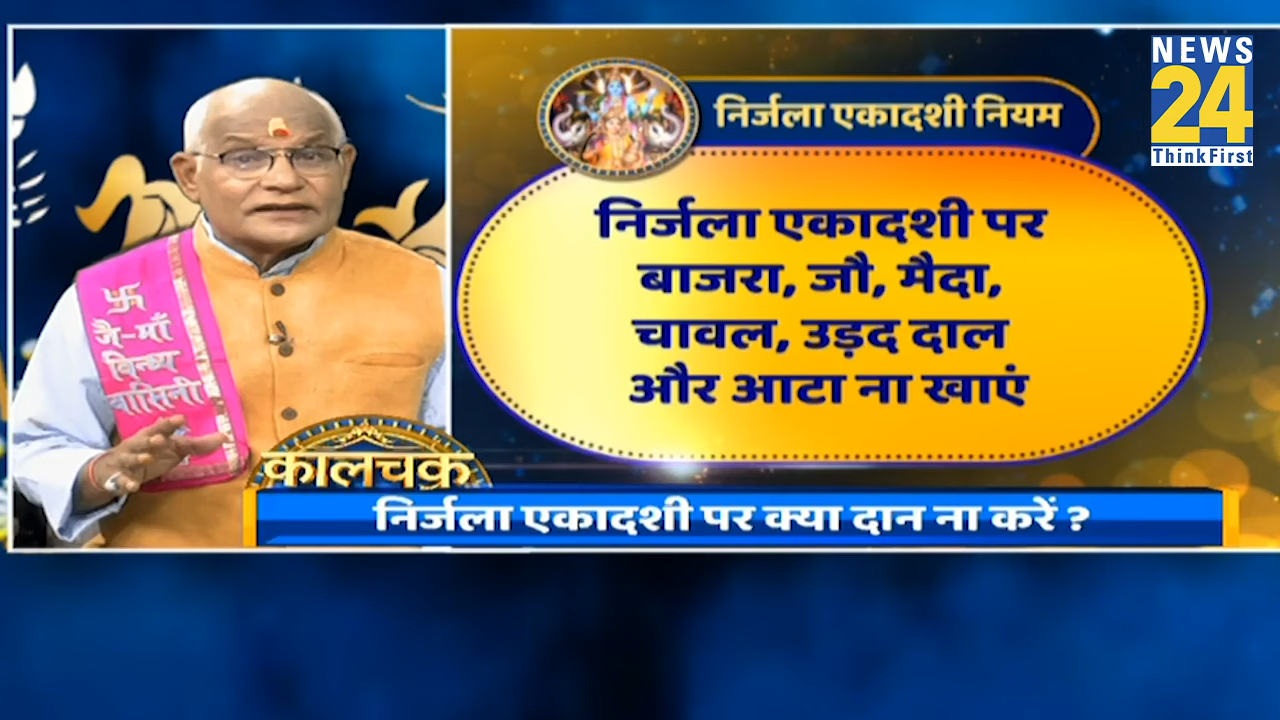 NEWS
24
ThinkFirst
निर्जला एकादशी नियम
निर्जला एकादशी पर
बाजरा, जौ, मैदा,
चावल, उड़द दाल
और आटा ना खाएं
जै-माँ
विन्ध्य
वासिनी
कालचक्र
निर्जला एकादशी पर क्या दान ना करें ?